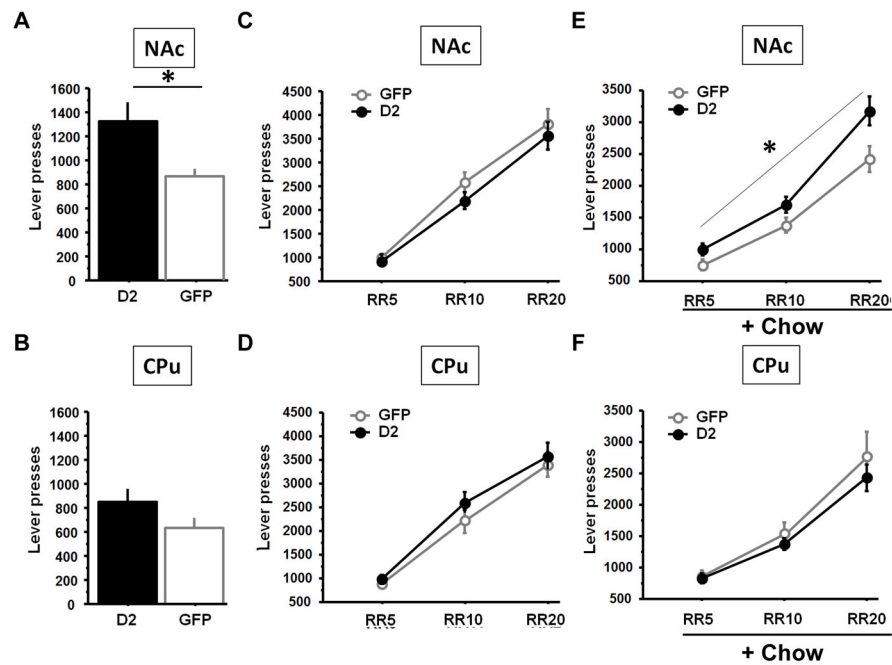 A
NAc
*
Lever presses
1600
1400
1200
1000
800
600
400
200
0
D2 GFP
C
NAc
GFP
D2
Lever presses
4500
4000
3500
3000
2500
2000
1500
1000
500
RR5 RR10 RR20
E
NAc
GFP
D2
*
Lever presses
3500
3000
2500
2000
1500
1000
500
RR5 RR10 RR20
+ Chow
B
CPu
Lever presses
1600
1400
1200
1000
800
600
400
200
0
D2 GFP
D
CPu
GFP
D2
Lever presses
4500
4000
3500
3000
2500
2000
1500
1000
500
RR5 RR10 RR20
F
CPu
GFP
D2
Lever presses
3500
3000
2500
2000
1500
1000
500
RR5 RR10 RR20
+ Chow